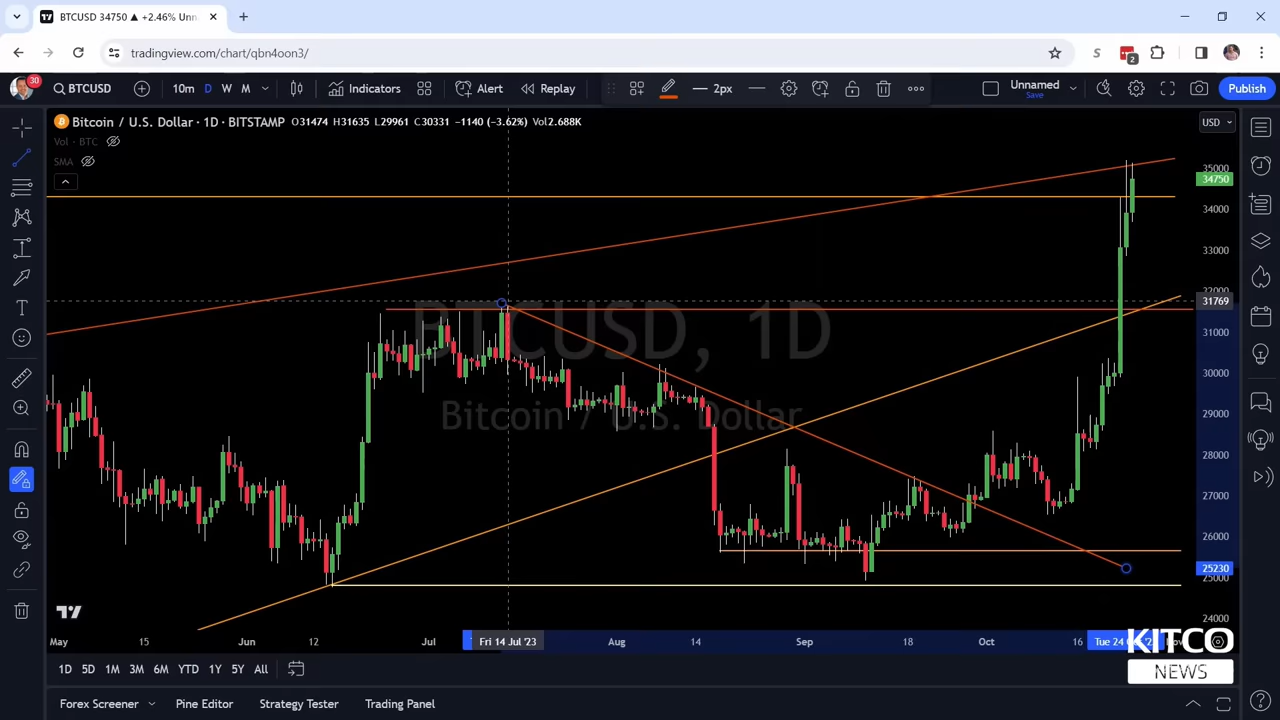 BTCUSD 34750 ▲ +2.46% Unn
tradingview.com/chart/qbn4oon3/
S 2
30 BTCUSD 10m D W M Indicators Alert Replay 2px Unnamed Save Publish
Bitcoin / U.S. Dollar · 1D · BITSTAMP O31474 H31635 L29961 C30331 −1140 (−3.62%) Vol2.688K USD
Vol · BTC
SMA
35000
34750
34000
33000
31769
31000
30000
29000
28000
27000
26000
25230
25000
24000
BTCUSD, 1D
Bitcoin / U.S. Dollar
May 15 Jun 12 Jul Fri 14 Jul '23 Aug 14 Sep 18 Oct 16 Tue 24
KITCO
NEWS
1D 5D 1M 3M 6M YTD 1Y 5Y All
Forex Screener Pine Editor Strategy Tester Trading Panel